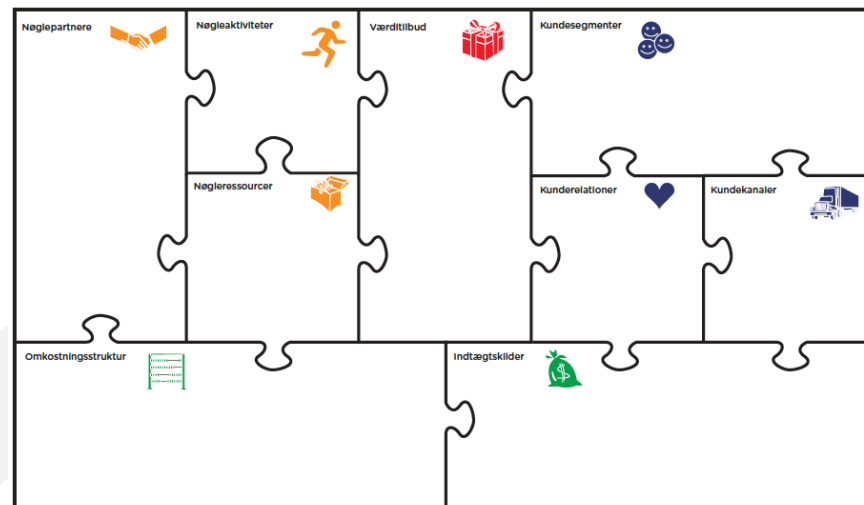 Nøglepartnere
Nøgleaktiviteter
Værditilbud
Kundesegmenter
Nøgleressourcer
Kunderelationer
Kundekanaler
Omkostningsstruktur
Indtægtskilder